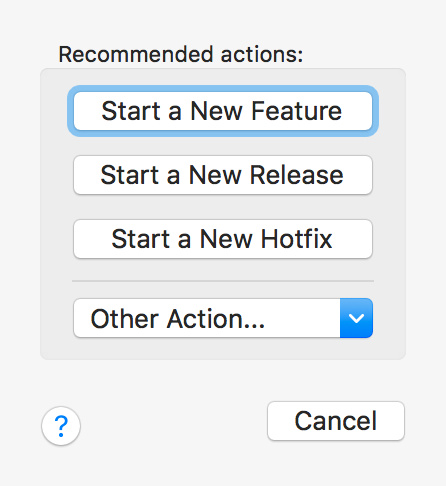 Recommended actions:
Start a New Feature
Start a New Release
Start a New Hotfix
Other Action...
?
Cancel